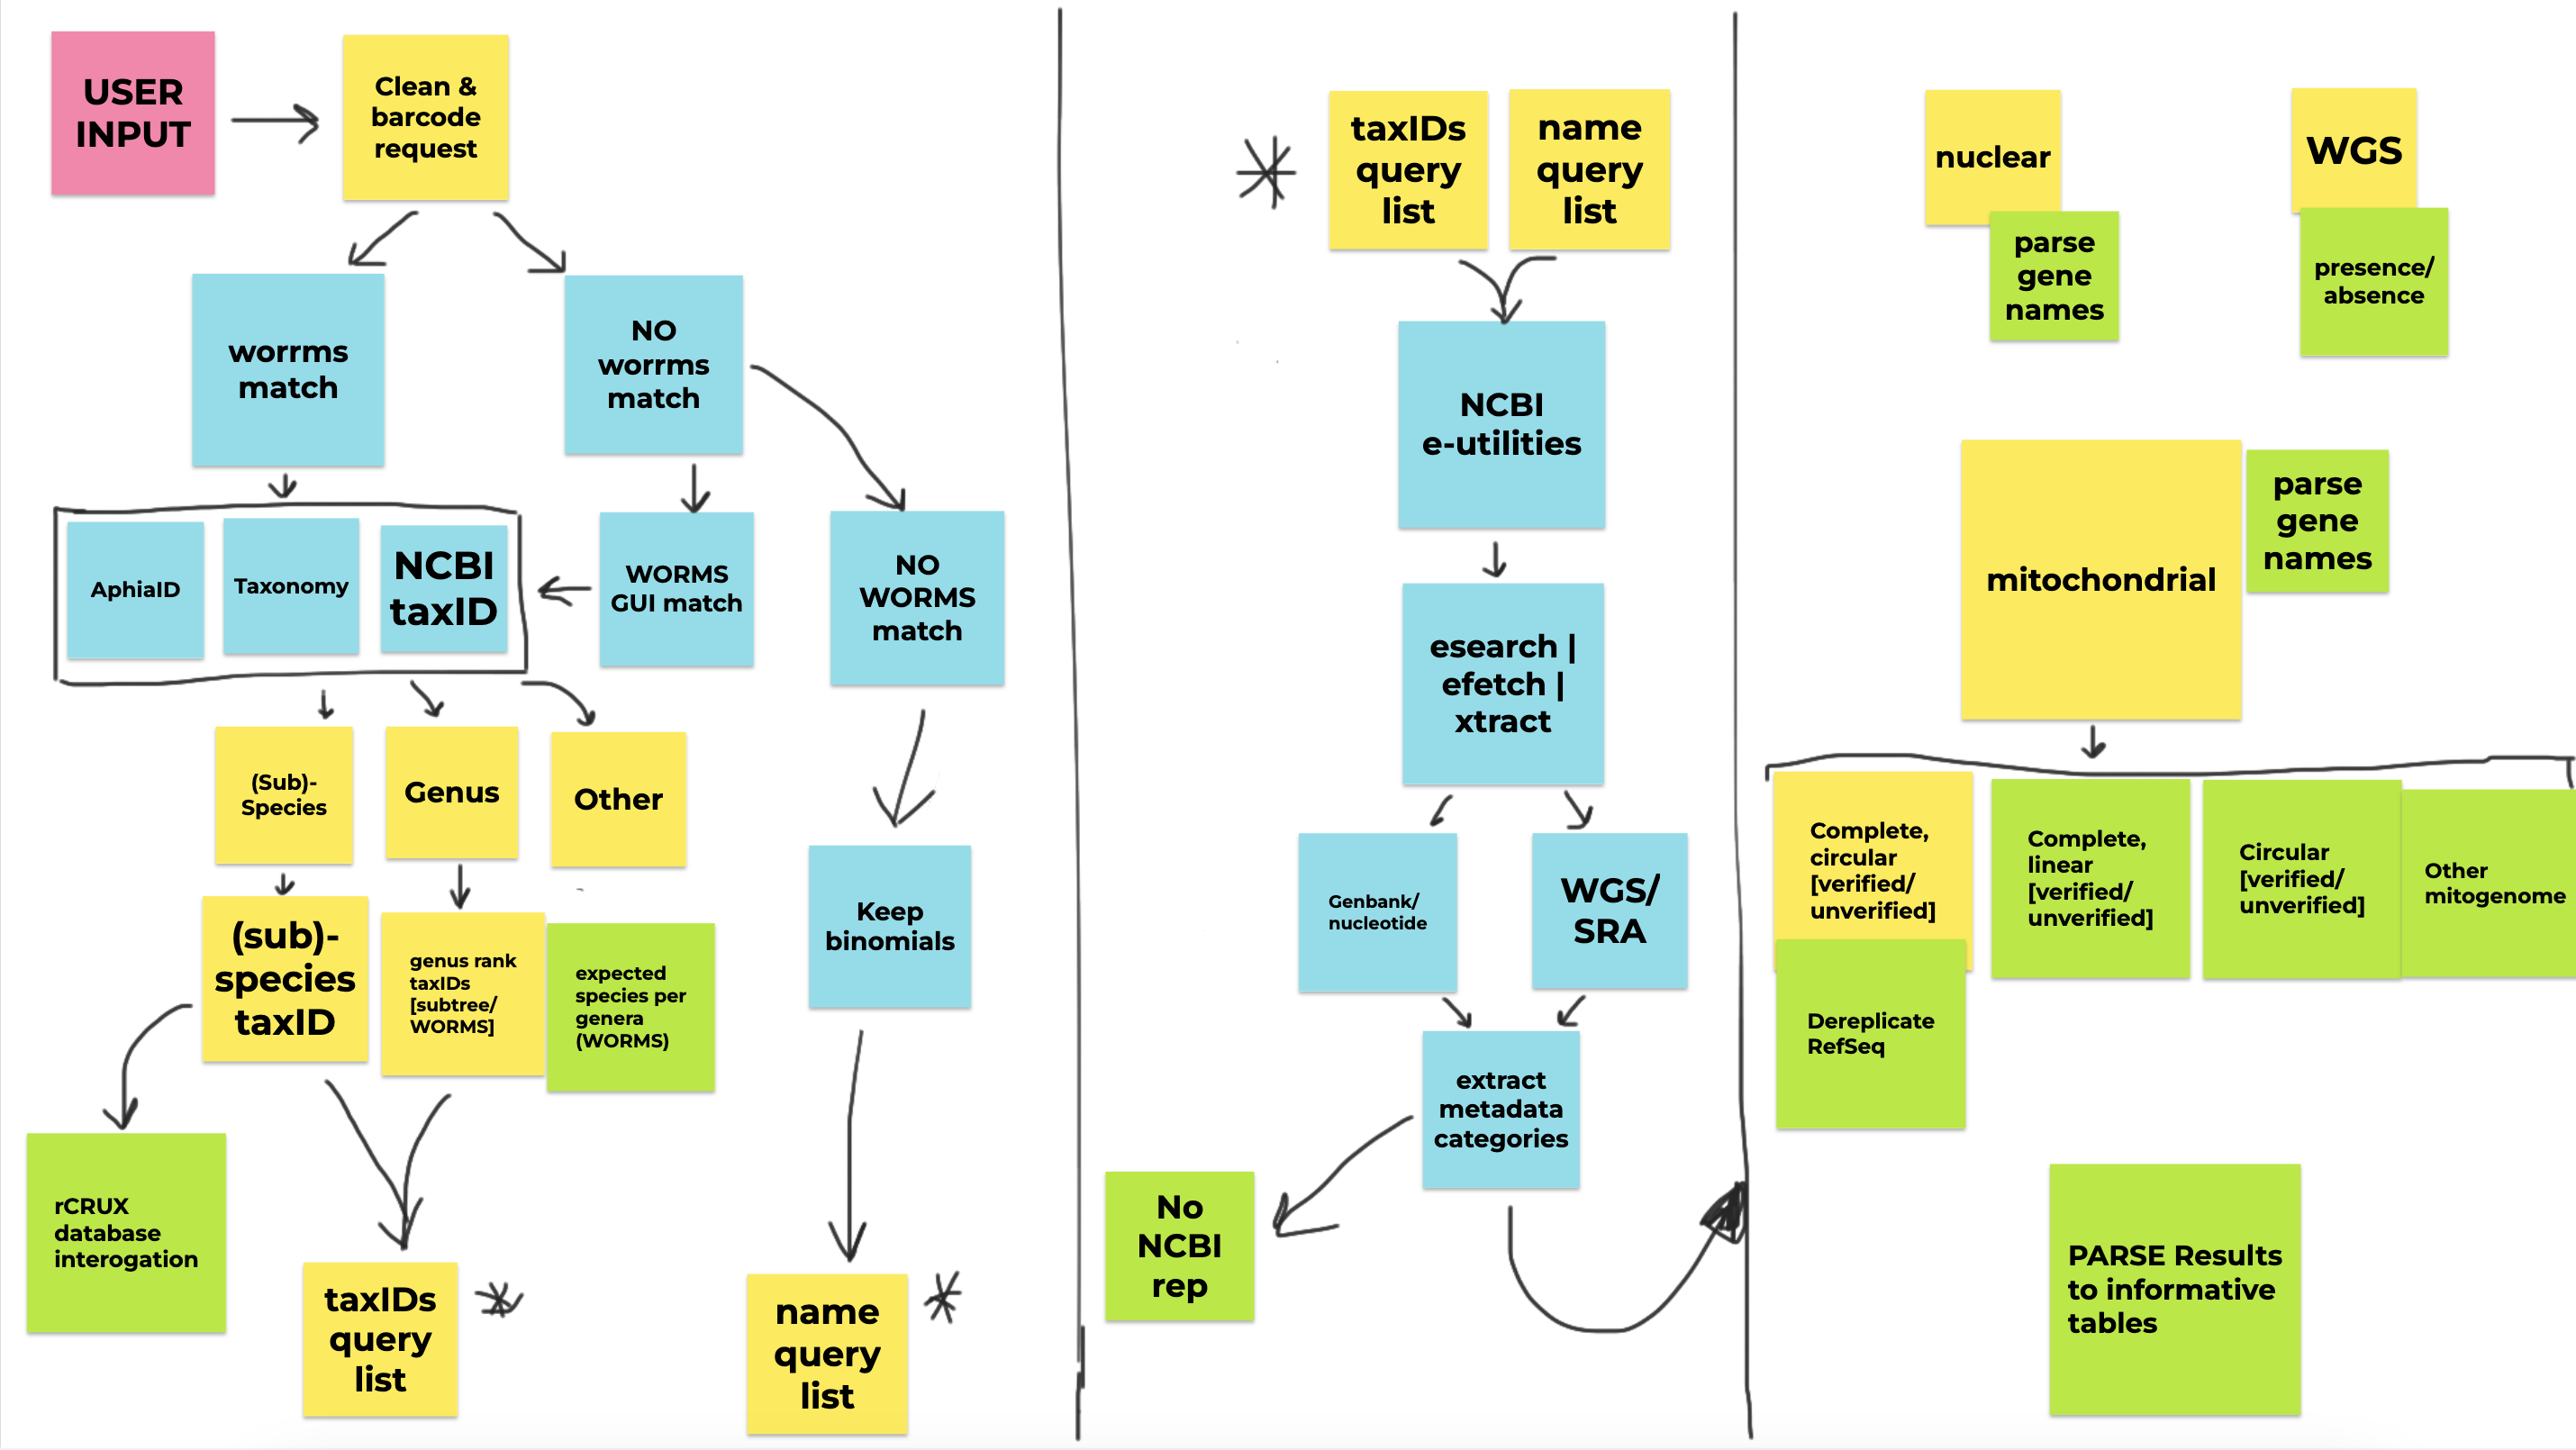 USER
INPUT
Clean &
barcode
request
worrms
match
NO
worrms
match
AphiaID
Taxonomy
NCBI
taxID
WORMS
GUI match
NO
WORMS
match
(Sub)-
Species
Genus
Other
(sub)-
species
taxID
genus rank
taxIDs
[subtree/
WORMS]
expected
species per
genera
(WORMS)
Keep
binomials
rCRUX
database
interogation
taxIDs
query
list
*
name
query
list
*
*
taxIDs
query
list
name
query
list
NCBI
e-utilities
esearch |
efetch |
xtract
Genbank/
nucleotide
WGS/
SRA
extract
metadata
categories
No
NCBI
rep
nuclear
parse
gene
names
WGS
presence/
absence
mitochondrial
parse
gene
names
Complete,
circular
[verified/
unverified]
Complete,
linear
[verified/
unverified]
Circular
[verified/
unverified]
Other
mitogenome
Dereplicate
RefSeq
PARSE Results
to informative
tables